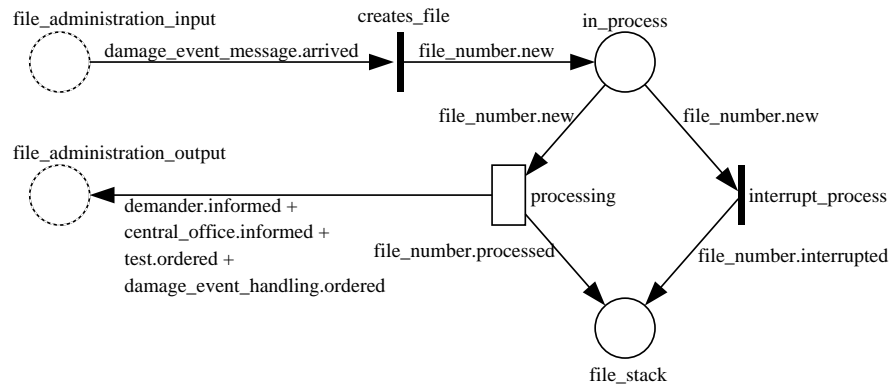 file_administration_input
creates_file
in_process
damage_event_message.arrived
file_number.new
file_number.new
file_number.new
file_administration_output
processing
interrupt_process
demander.informed +
central_office.informed +
test.ordered +
damage_event_handling.ordered
file_number.processed
file_number.interrupted
file_stack